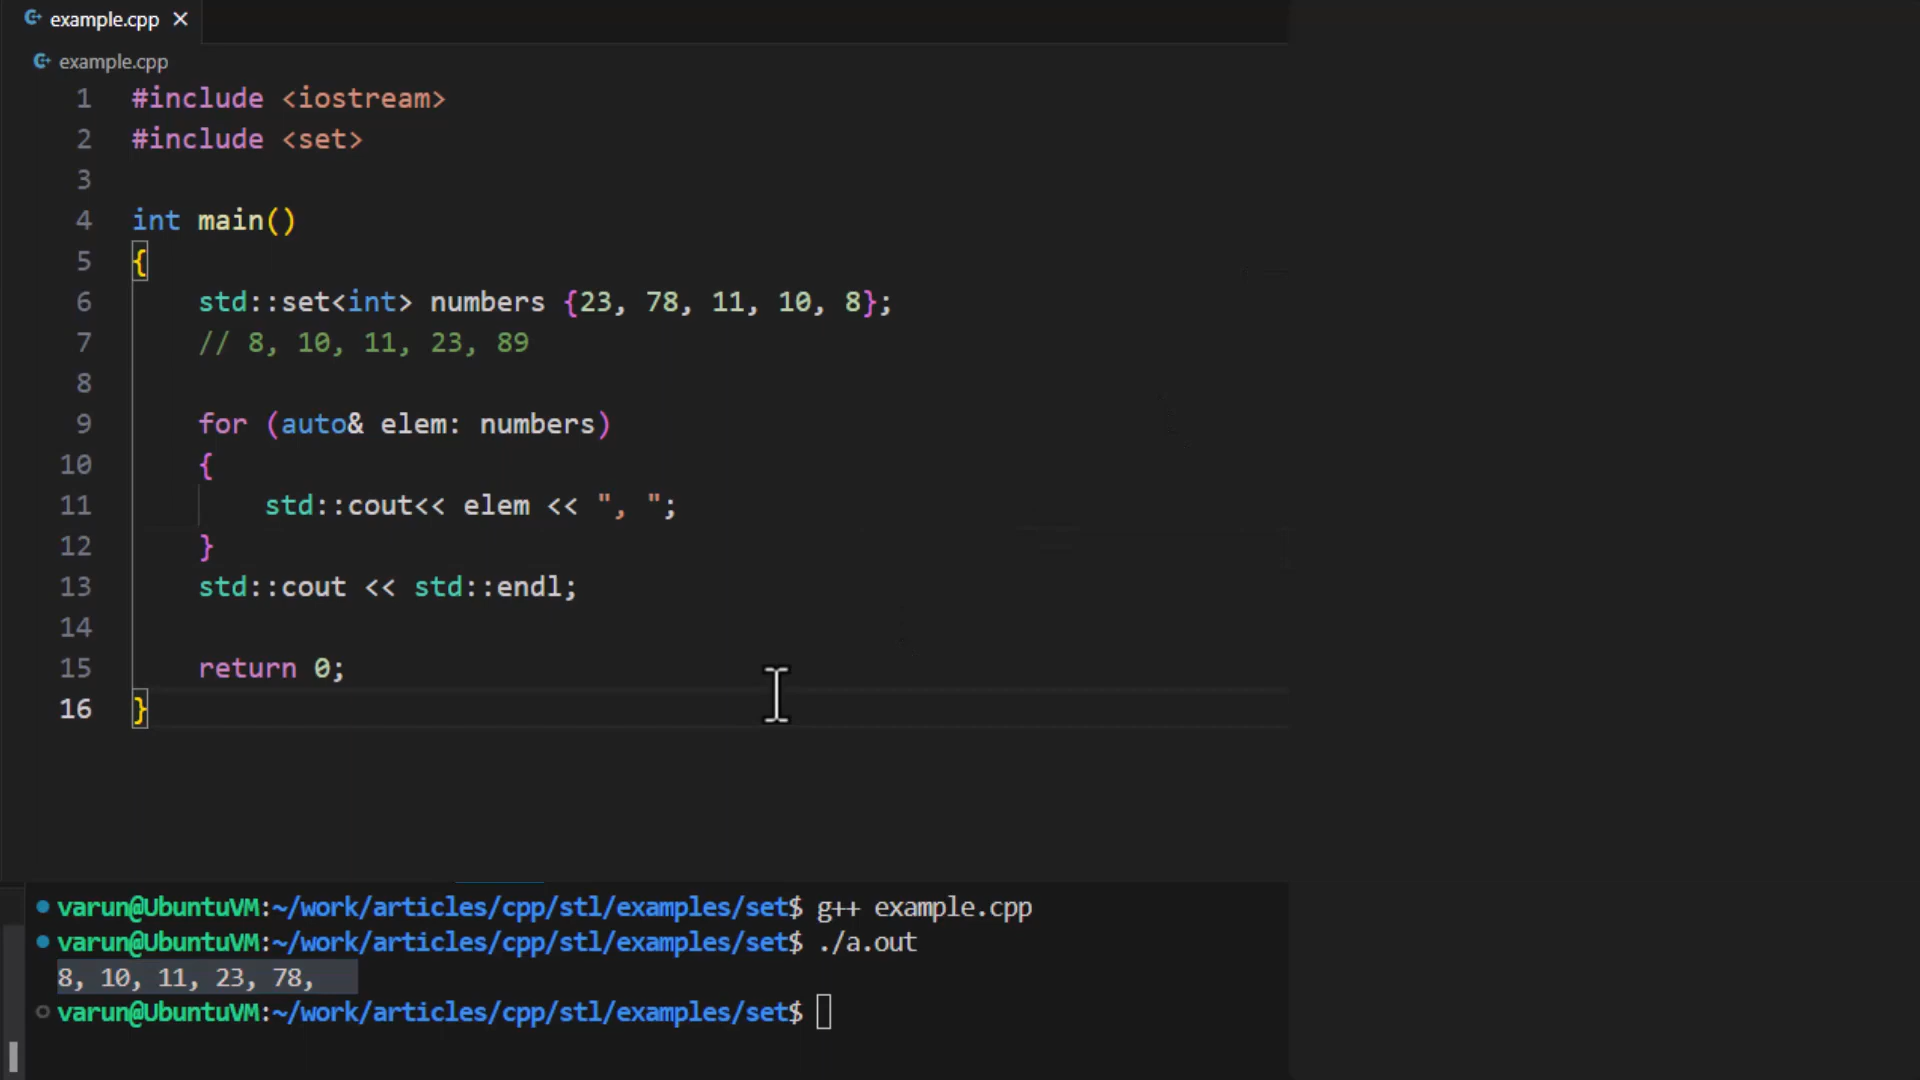 example.cpp
example.cpp
1 #include <iostream>
2 #include <set>
3
4 int main()
5 {
6     std::set<int> numbers {23, 78, 11, 10, 8};
7     // 8, 10, 11, 23, 89
8
9     for (auto& elem: numbers)
10     {
11         std::cout<< elem << ", ";
12     }
13     std::cout << std::endl;
14
15     return 0;
16 }
varun@UbuntuVM:~/work/articles/cpp/stl/examples/set$ g++ example.cpp
varun@UbuntuVM:~/work/articles/cpp/stl/examples/set$ ./a.out
8, 10, 11, 23, 78,
varun@UbuntuVM:~/work/articles/cpp/stl/examples/set$